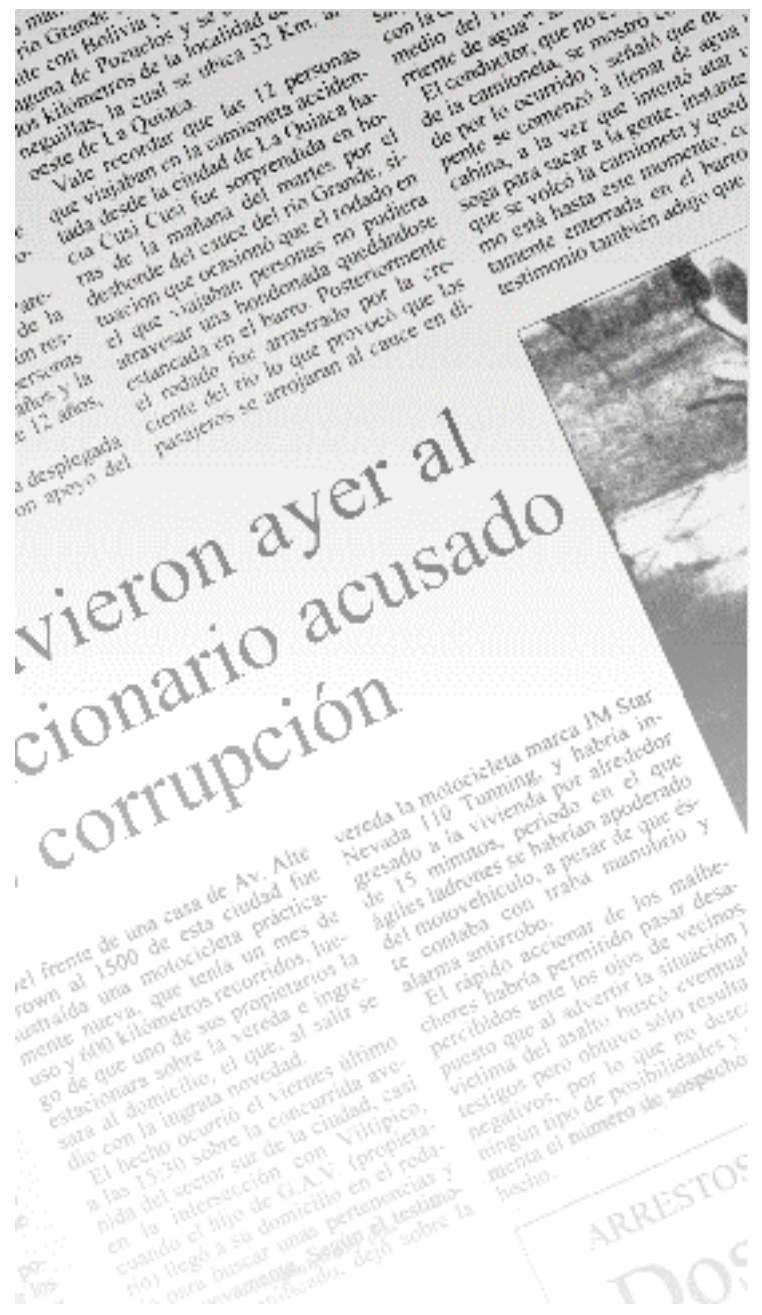 rio Grande
nte con Bolivia y
laguna de Pozuelos y se
los kilómetros de la localidad de
neguillas, la cual se ubica 32 Km. al
oeste de La Quiaca.
Vale recordar que las 12 personas
que viajaban en la camioneta acciden-
tada desde la ciudad de La Quiaca ha-
cia Cusi Cusi fue sorprendida en ho-
ras de la mañana del martes por el
desborde del cauce del río Grande, si-
tuación que ocasionó que el rodado en
el que viajaban personas no pudiera
atravesar una hondonada quedándose
estancada en el barro. Posteriormente
el rodado fue arrastrado por la cre-
ciente del río lo que provocó que los
pasajeros se arrojaran al cauce en di-
de la
ersonas
años y la
e 12 años,
a desplegada
on apoyo del
con la
medio del
rriente de agua".
El conductor, que no
de la camioneta, se mostró
de por lo ocurrido y señaló que de
pente se comenzó a llenar de agua
cabina, a la vez que intentó atar
soga para sacar a la gente, instante
que se volcó la camioneta y qued
mo está hasta este momento,
tamente enterrada en el barro
testimonio también adujo que
vieron ayer al
cionario acusado
corrupción
el frente de una casa de Av. Alte
rown al 1500 de esta ciudad fue
sustraída una motocicleta práctica-
mente nueva, que tenía un mes de
uso y 600 kilómetros recorridos, lue-
go de que uno de sus propietarios la
estacionara sobre la vereda e ingre-
sara al domicilio, el que, al salir se
dio con la ingrata novedad.
El hecho ocurrió el viernes último
a las 15:30 sobre la concurrida ave-
nida del sector sur de la ciudad, casi
en la intersección con Viltipico,
cuando el hijo de G.A.V. (propieta-
rio) llegó a su domicilio en el roda-
para buscar unas pertenencias y
Según el testimo-
dejó sobre la
vereda la motocicleta marca JM Star
Nevada 110 Tunning, y habría in-
gresado a la vivienda por alrededor
de 15 minutos, período en el que
ágiles ladrones se habrían apoderado
del motovehículo, a pesar de que és-
te contaba con traba manubrio y
alarma antirrobo.
El rápido accionar de los malhe-
chores habría permitido pasar desa-
percibidos ante los ojos de vecinos,
puesto que al advertir la situación
víctima del asalto buscó eventual
testigos pero obtuvo sólo resulta
negativos, por lo que no desca
ningún tipo de posibilidades y
menta el número de sospecho
hecho.
ARRESTOS
Dos